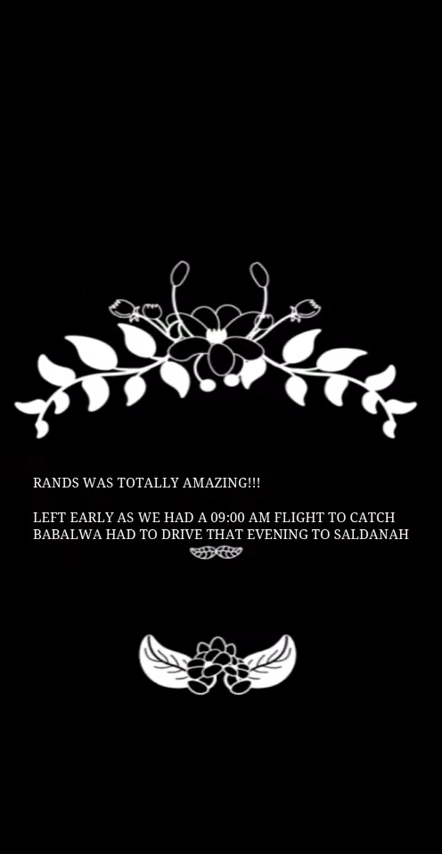 RANDS WAS TOTALLY AMAZING!!!
LEFT EARLY AS WE HAD A 09:00 AM FLIGHT TO CATCH
BABALWA HAD TO DRIVE THAT EVENING TO SALDANAH